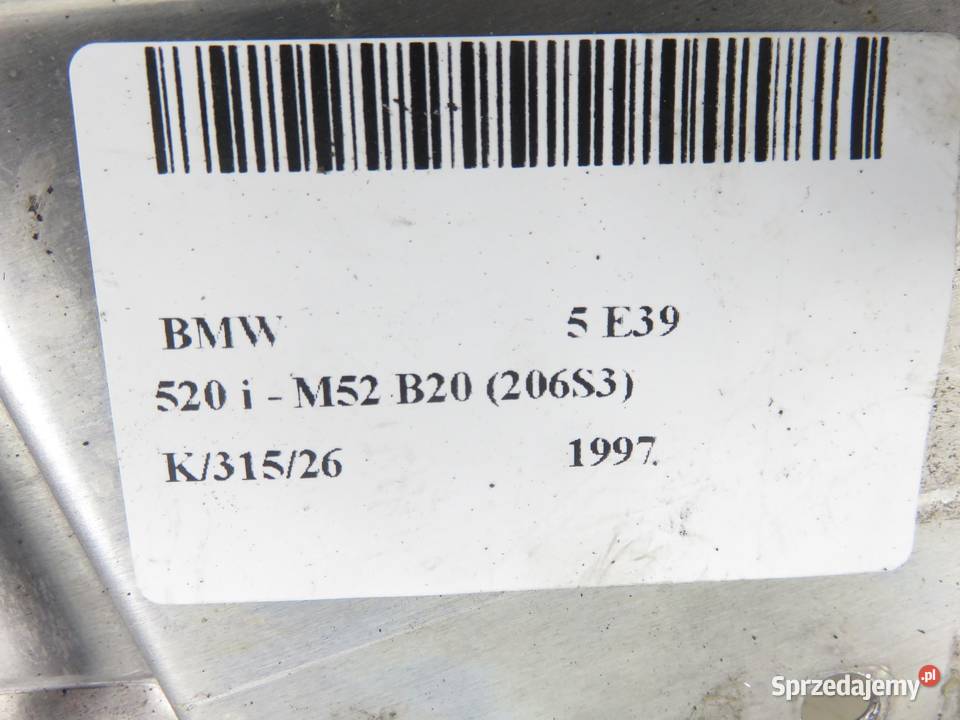 BMW 5 E39
520 i - M52 B20 (206S3)
K/315/26 1997
Sprzedajemy.pl